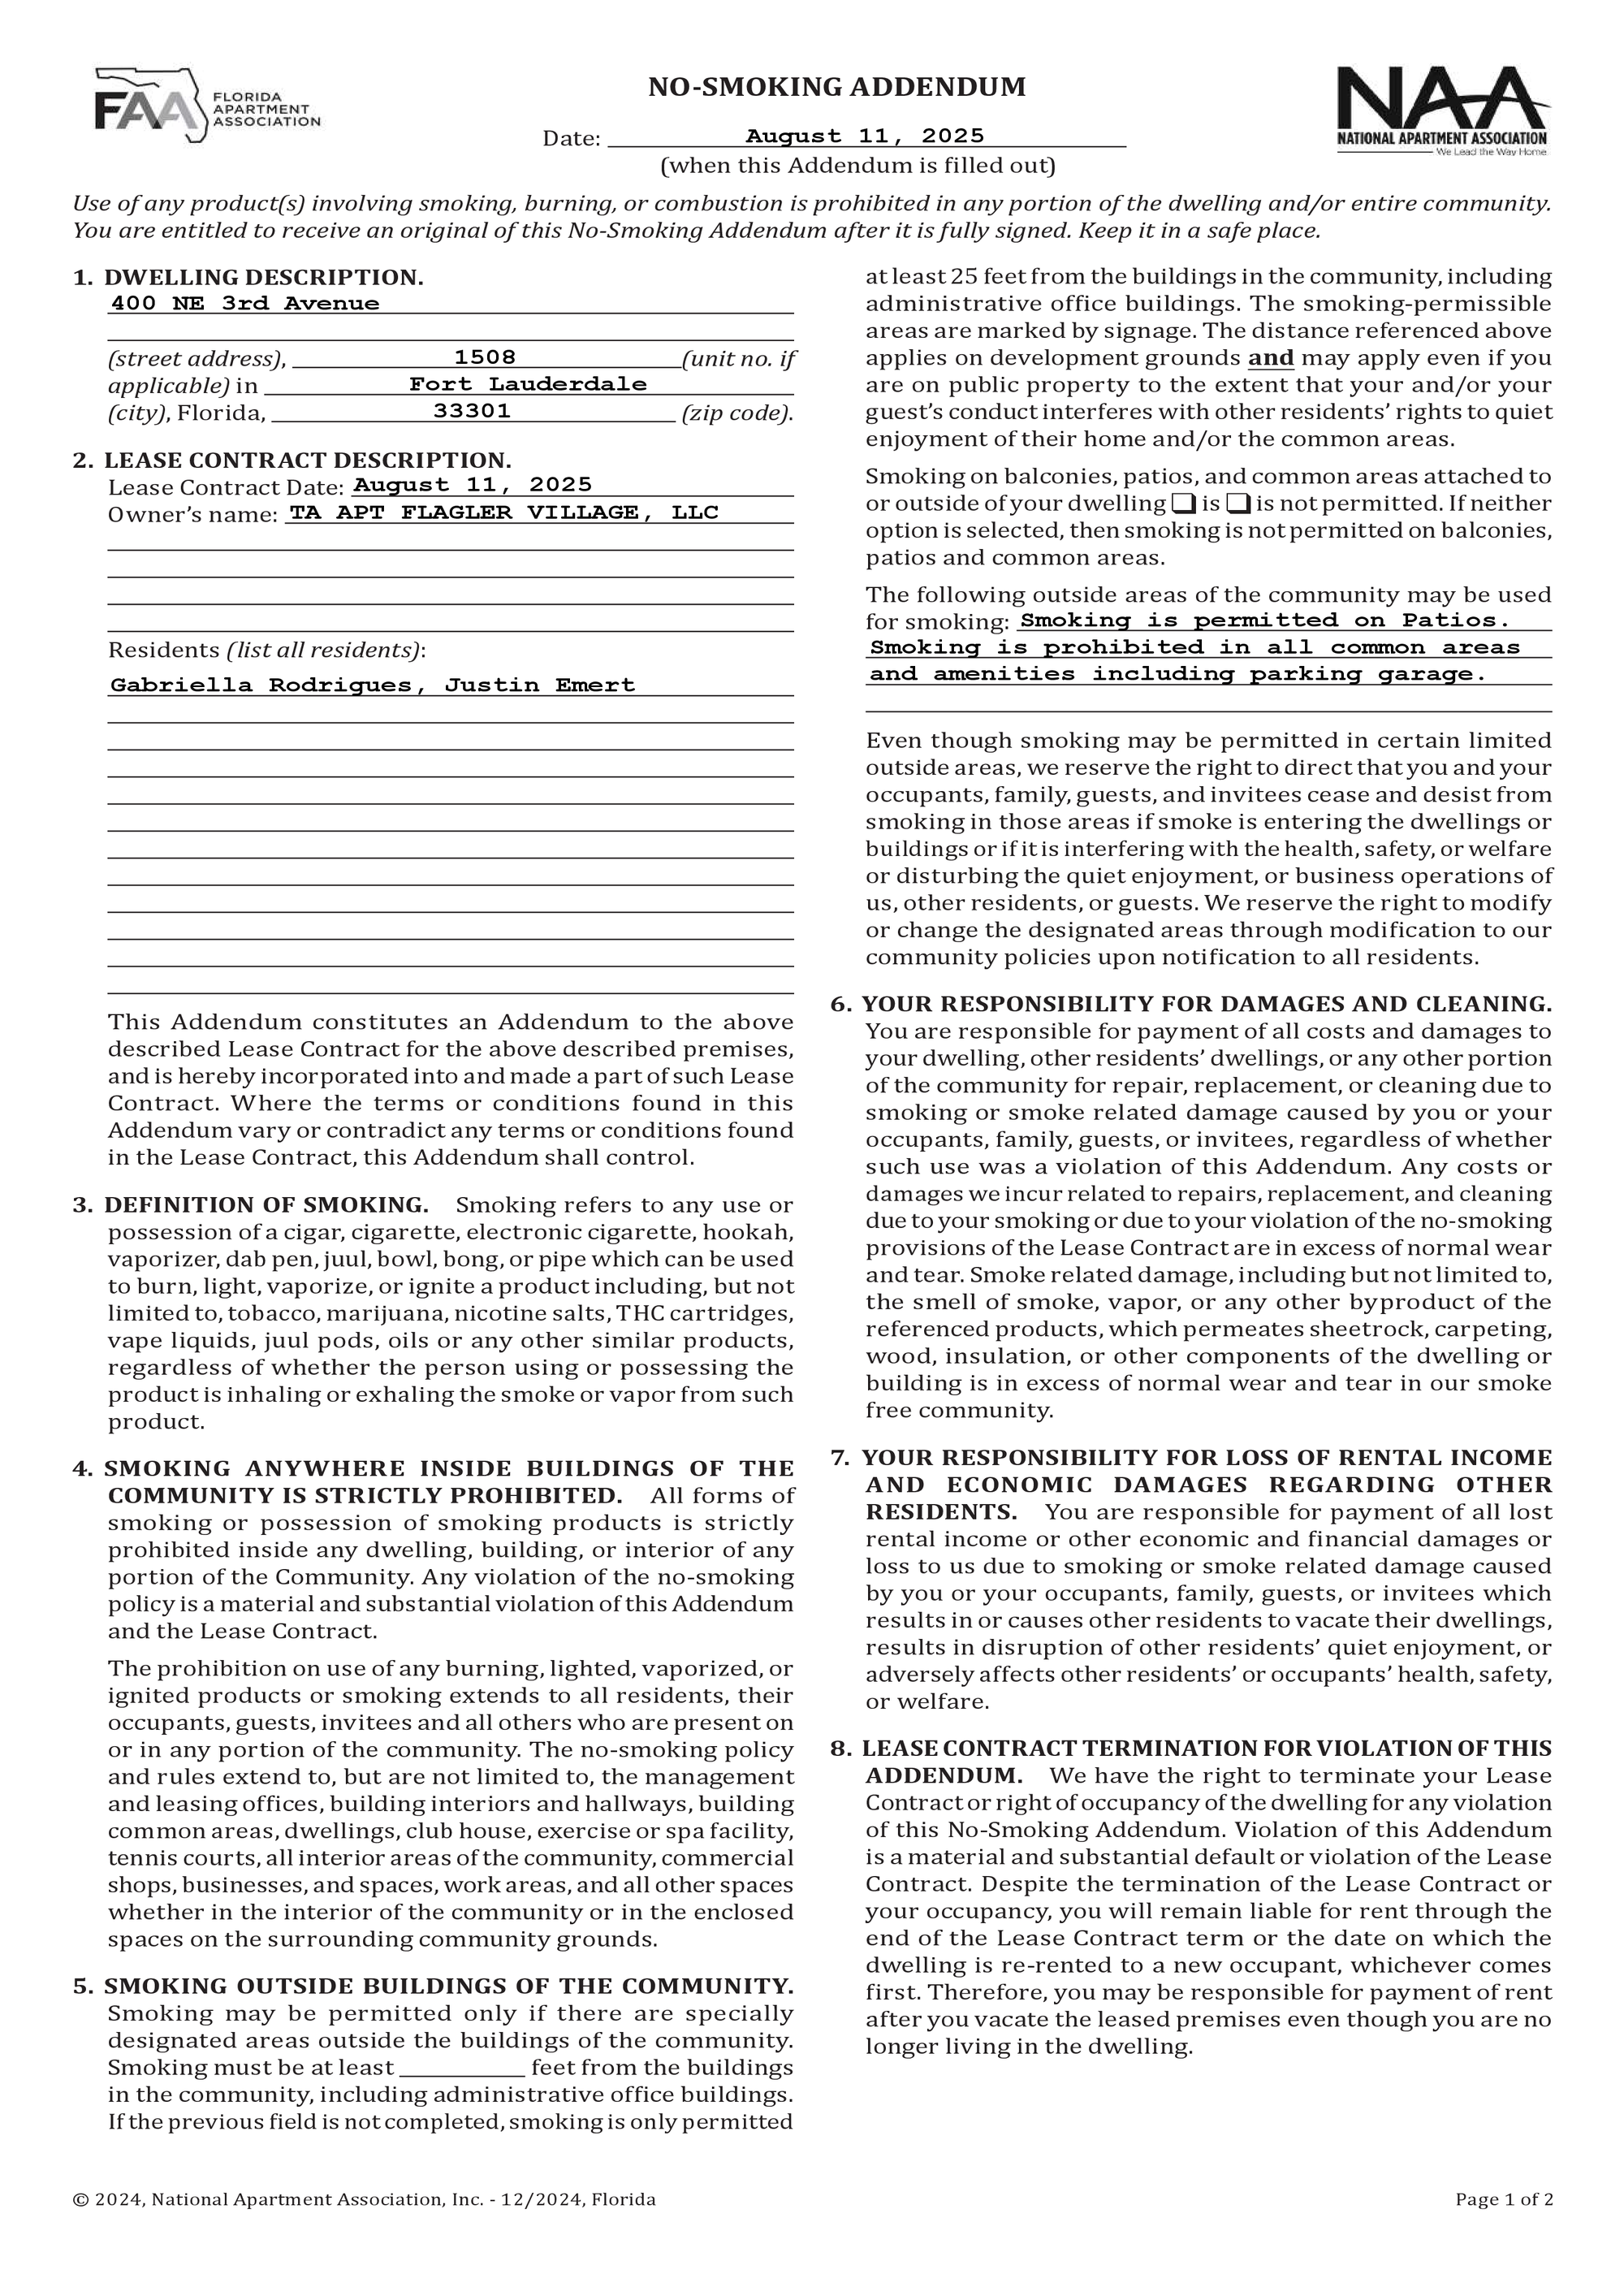 FAA FLORIDA
APARTMENT
ASSOCIATION
NO-SMOKING ADDENDUM
Date: August 11, 2025
(when this Addendum is filled out)
NAA
NATIONAL APARTMENT ASSOCIATION
We Lead the Way Home
Use of any product(s) involving smoking, burning, or combustion is prohibited in any portion of the dwelling and/or entire community.
You are entitled to receive an original of this No-Smoking Addendum after it is fully signed. Keep it in a safe place.
1. DWELLING DESCRIPTION.
400 NE 3rd Avenue
(street address), 1508 (unit no. if
applicable) in Fort Lauderdale
(city), Florida, 33301 (zip code).
2. LEASE CONTRACT DESCRIPTION.
Lease Contract Date: August 11, 2025
Owner’s name: TA APT FLAGLER VILLAGE, LLC
Residents (list all residents):
Gabriella Rodrigues, Justin Emert
This Addendum constitutes an Addendum to the above
described Lease Contract for the above described premises,
and is hereby incorporated into and made a part of such Lease
Contract. Where the terms or conditions found in this
Addendum vary or contradict any terms or conditions found
in the Lease Contract, this Addendum shall control.
3. DEFINITION OF SMOKING. Smoking refers to any use or
possession of a cigar, cigarette, electronic cigarette, hookah,
vaporizer, dab pen, juul, bowl, bong, or pipe which can be used
to burn, light, vaporize, or ignite a product including, but not
limited to, tobacco, marijuana, nicotine salts, THC cartridges,
vape liquids, juul pods, oils or any other similar products,
regardless of whether the person using or possessing the
product is inhaling or exhaling the smoke or vapor from such
product.
4. SMOKING ANYWHERE INSIDE BUILDINGS OF THE
COMMUNITY IS STRICTLY PROHIBITED. All forms of
smoking or possession of smoking products is strictly
prohibited inside any dwelling, building, or interior of any
portion of the Community. Any violation of the no-smoking
policy is a material and substantial violation of this Addendum
and the Lease Contract.
The prohibition on use of any burning, lighted, vaporized, or
ignited products or smoking extends to all residents, their
occupants, guests, invitees and all others who are present on
or in any portion of the community. The no-smoking policy
and rules extend to, but are not limited to, the management
and leasing offices, building interiors and hallways, building
common areas, dwellings, club house, exercise or spa facility,
tennis courts, all interior areas of the community, commercial
shops, businesses, and spaces, work areas, and all other spaces
whether in the interior of the community or in the enclosed
spaces on the surrounding community grounds.
5. SMOKING OUTSIDE BUILDINGS OF THE COMMUNITY.
Smoking may be permitted only if there are specially
designated areas outside the buildings of the community.
Smoking must be at least __________ feet from the buildings
in the community, including administrative office buildings.
If the previous field is not completed, smoking is only permitted
at least 25 feet from the buildings in the community, including
administrative office buildings. The smoking-permissible
areas are marked by signage. The distance referenced above
applies on development grounds and may apply even if you
are on public property to the extent that your and/or your
guest’s conduct interferes with other residents’ rights to quiet
enjoyment of their home and/or the common areas.
Smoking on balconies, patios, and common areas attached to
or outside of your dwelling ❏ is ❏ is not permitted. If neither
option is selected, then smoking is not permitted on balconies,
patios and common areas.
The following outside areas of the community may be used
for smoking: Smoking is permitted on Patios.
Smoking is prohibited in all common areas
and amenities including parking garage.
Even though smoking may be permitted in certain limited
outside areas, we reserve the right to direct that you and your
occupants, family, guests, and invitees cease and desist from
smoking in those areas if smoke is entering the dwellings or
buildings or if it is interfering with the health, safety, or welfare
or disturbing the quiet enjoyment, or business operations of
us, other residents, or guests. We reserve the right to modify
or change the designated areas through modification to our
community policies upon notification to all residents.
6. YOUR RESPONSIBILITY FOR DAMAGES AND CLEANING.
You are responsible for payment of all costs and damages to
your dwelling, other residents’ dwellings, or any other portion
of the community for repair, replacement, or cleaning due to
smoking or smoke related damage caused by you or your
occupants, family, guests, or invitees, regardless of whether
such use was a violation of this Addendum. Any costs or
damages we incur related to repairs, replacement, and cleaning
due to your smoking or due to your violation of the no-smoking
provisions of the Lease Contract are in excess of normal wear
and tear. Smoke related damage, including but not limited to,
the smell of smoke, vapor, or any other byproduct of the
referenced products, which permeates sheetrock, carpeting,
wood, insulation, or other components of the dwelling or
building is in excess of normal wear and tear in our smoke
free community.
7. YOUR RESPONSIBILITY FOR LOSS OF RENTAL INCOME
AND ECONOMIC DAMAGES REGARDING OTHER
RESIDENTS. You are responsible for payment of all lost
rental income or other economic and financial damages or
loss to us due to smoking or smoke related damage caused
by you or your occupants, family, guests, or invitees which
results in or causes other residents to vacate their dwellings,
results in disruption of other residents’ quiet enjoyment, or
adversely affects other residents’ or occupants’ health, safety,
or welfare.
8. LEASE CONTRACT TERMINATION FOR VIOLATION OF THIS
ADDENDUM. We have the right to terminate your Lease
Contract or right of occupancy of the dwelling for any violation
of this No-Smoking Addendum. Violation of this Addendum
is a material and substantial default or violation of the Lease
Contract. Despite the termination of the Lease Contract or
your occupancy, you will remain liable for rent through the
end of the Lease Contract term or the date on which the
dwelling is re-rented to a new occupant, whichever comes
first. Therefore, you may be responsible for payment of rent
after you vacate the leased premises even though you are no
longer living in the dwelling.
© 2024, National Apartment Association, Inc. - 12/2024, Florida
Page 1 of 2